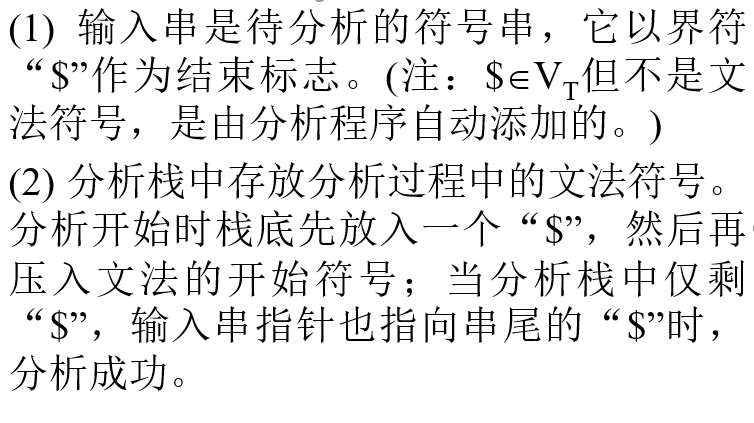 (1) 输入串是待分析的符号串，它以界符
“$”作为结束标志。(注：$∈VT但不是文
法符号，是由分析程序自动添加的。)
(2) 分析栈中存放分析过程中的文法符号。
分析开始时栈底先放入一个“$”，然后再
压入文法的开始符号；当分析栈中仅剩
“$”，输入串指针也指向串尾的“$”时，
分析成功。